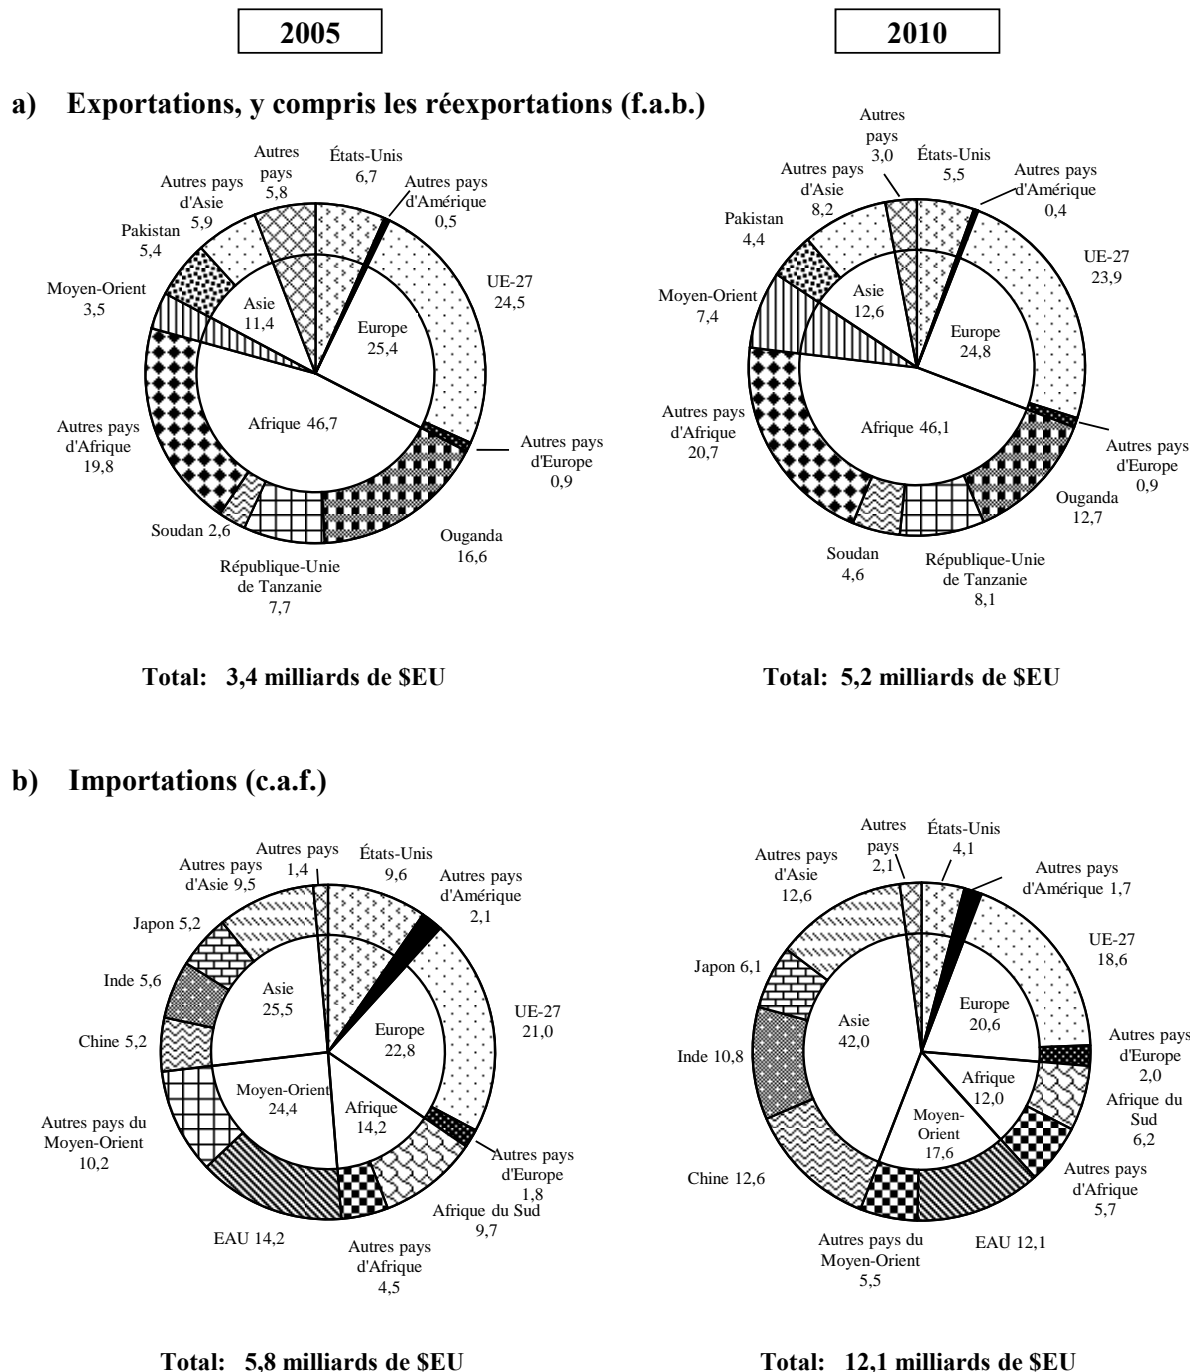 2005
2010
a) Exportations, y compris les réexportations (f.a.b.)
Autres
pays
5,8
États-Unis
6,7
Autres pays
d'Amérique
0,5
UE-27
24,5
Autres pays
d'Europe
0,9
Ouganda
16,6
République-Unie
de Tanzanie
7,7
Soudan 2,6
Autres pays
d'Afrique
19,8
Moyen-Orient
3,5
Pakistan
5,4
Autres pays
d'Asie
5,9
Asie
11,4
Europe
25,4
Afrique 46,7
Total: 3,4 milliards de $EU
Autres
pays
3,0
États-Unis
5,5
Autres pays
d'Amérique
0,4
UE-27
23,9
Autres pays
d'Europe
0,9
Ouganda
12,7
République-Unie
de Tanzanie
8,1
Soudan
4,6
Autres pays
d'Afrique
20,7
Moyen-Orient
7,4
Pakistan
4,4
Autres pays
d'Asie
8,2
Asie
12,6
Europe
24,8
Afrique 46,1
Total: 5,2 milliards de $EU
b) Importations (c.a.f.)
Autres pays
1,4
États-Unis
9,6
Autres pays
d'Amérique
2,1
UE-27
21,0
Autres pays
d'Europe
1,8
Afrique du Sud
9,7
Autres pays
d'Afrique
4,5
EAU 14,2
Autres pays du
Moyen-Orient
10,2
Chine 5,2
Inde 5,6
Japon 5,2
Autres pays
d'Asie 9,5
Asie
25,5
Europe
22,8
Moyen-Orient
24,4
Afrique
14,2
Total: 5,8 milliards de $EU
Autres
pays
2,1
États-Unis
4,1
Autres pays
d'Amérique 1,7
UE-27
18,6
Autres pays
d'Europe
2,0
Afrique du
Sud
6,2
Autres pays
d'Afrique
5,7
EAU 12,1
Autres pays du
Moyen-Orient
5,5
Chine 12,6
Inde 10,8
Japon 6,1
Autres pays
d'Asie
12,6
Asie
42,0
Europe
20,6
Afrique
12,0
Moyen-
Orient
17,6
Total: 12,1 milliards de $EU